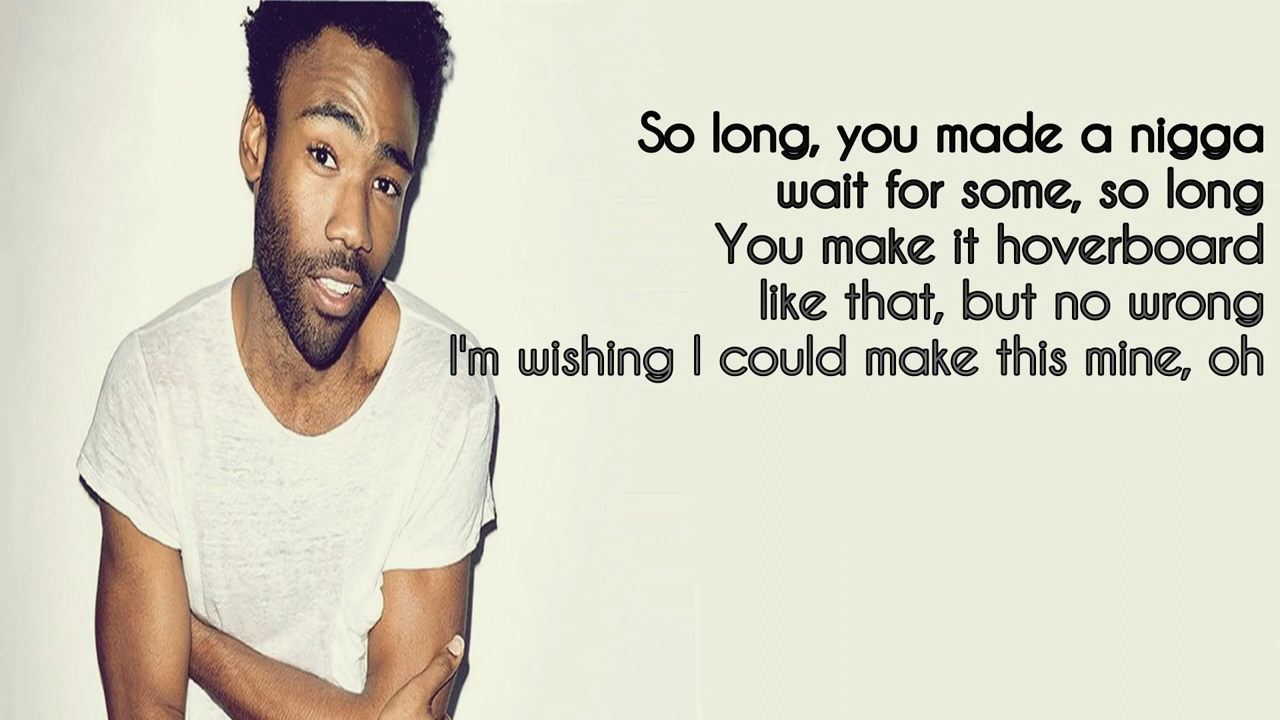 So long, you made a nigga
wait for some, so long
You make it hoverboard
like that, but no wrong
I'm wishing I could make this mine, oh